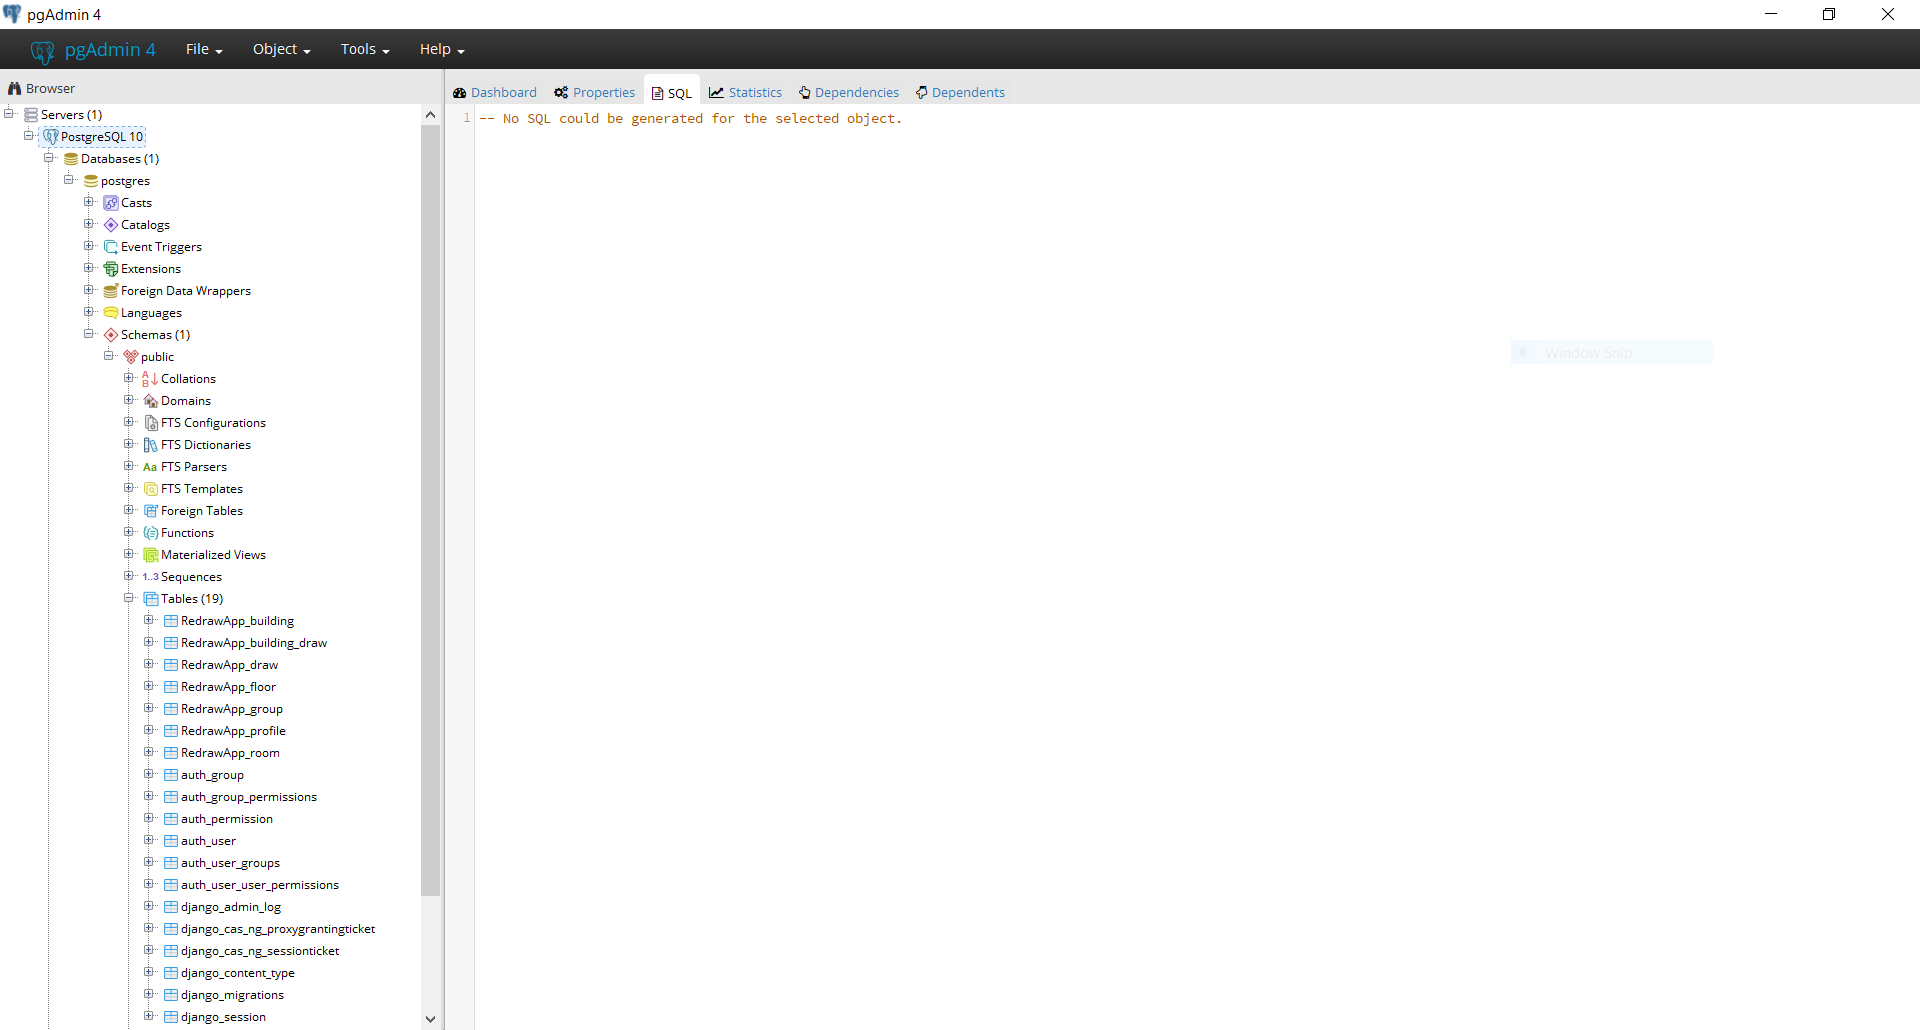 pgAdmin 4
pgAdmin 4 File Object Tools Help
Browser
Dashboard Properties SQL Statistics Dependencies Dependents
Servers (1)
PostgreSQL 10
Databases (1)
postgres
Casts
Catalogs
Event Triggers
Extensions
Foreign Data Wrappers
Languages
Schemas (1)
public
Collations
Domains
FTS Configurations
FTS Dictionaries
Aa FTS Parsers
FTS Templates
Foreign Tables
Functions
Materialized Views
1..3 Sequences
Tables (19)
RedrawApp_building
RedrawApp_building_draw
RedrawApp_draw
RedrawApp_floor
RedrawApp_group
RedrawApp_profile
RedrawApp_room
auth_group
auth_group_permissions
auth_permission
auth_user
auth_user_groups
auth_user_user_permissions
django_admin_log
django_cas_ng_proxygrantingticket
django_cas_ng_sessionticket
django_content_type
django_migrations
django_session
1 -- No SQL could be generated for the selected object.
Window Snip